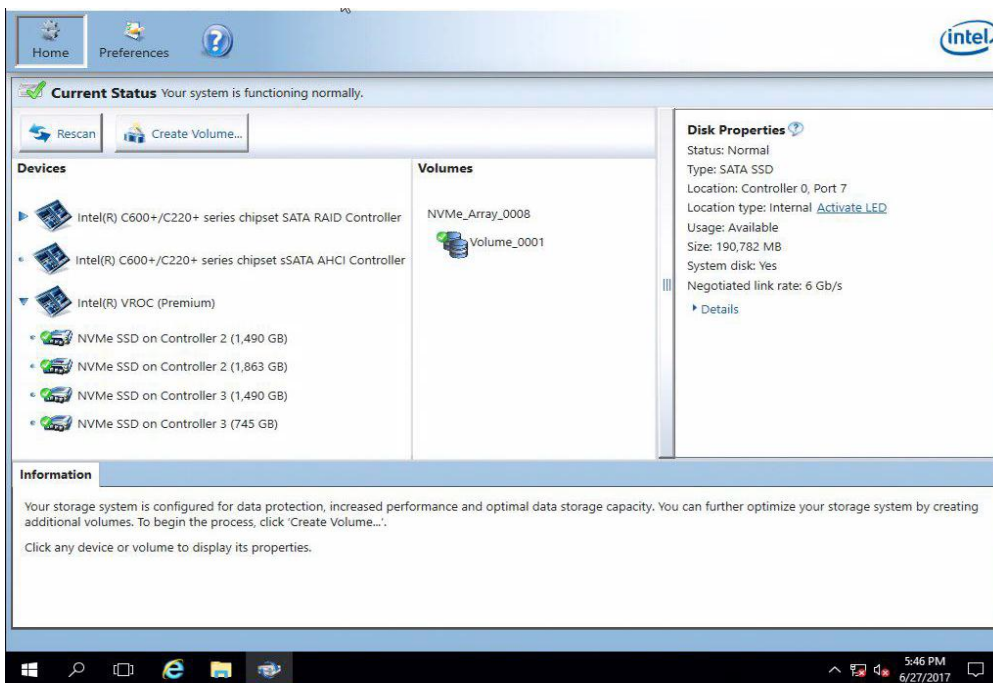 Home
Preferences
?
intel
Current Status Your system is functioning normally.
Rescan
Create Volume...
Devices
Intel(R) C600+/C220+ series chipset SATA RAID Controller
Intel(R) C600+/C220+ series chipset sSATA AHCI Controller
Intel(R) VROC (Premium)
NVMe SSD on Controller 2 (1,490 GB)
NVMe SSD on Controller 2 (1,863 GB)
NVMe SSD on Controller 3 (1,490 GB)
NVMe SSD on Controller 3 (745 GB)
Volumes
NVMe_Array_0008
Volume_0001
Disk Properties ?
Status: Normal
Type: SATA SSD
Location: Controller 0, Port 7
Location type: Internal Activate LED
Usage: Available
Size: 190,782 MB
System disk: Yes
Negotiated link rate: 6 Gb/s
Details
Information
Your storage system is configured for data protection, increased performance and optimal data storage capacity. You can further optimize your storage system by creating
additional volumes. To begin the process, click 'Create Volume...'.
Click any device or volume to display its properties.
5:46 PM
6/27/2017